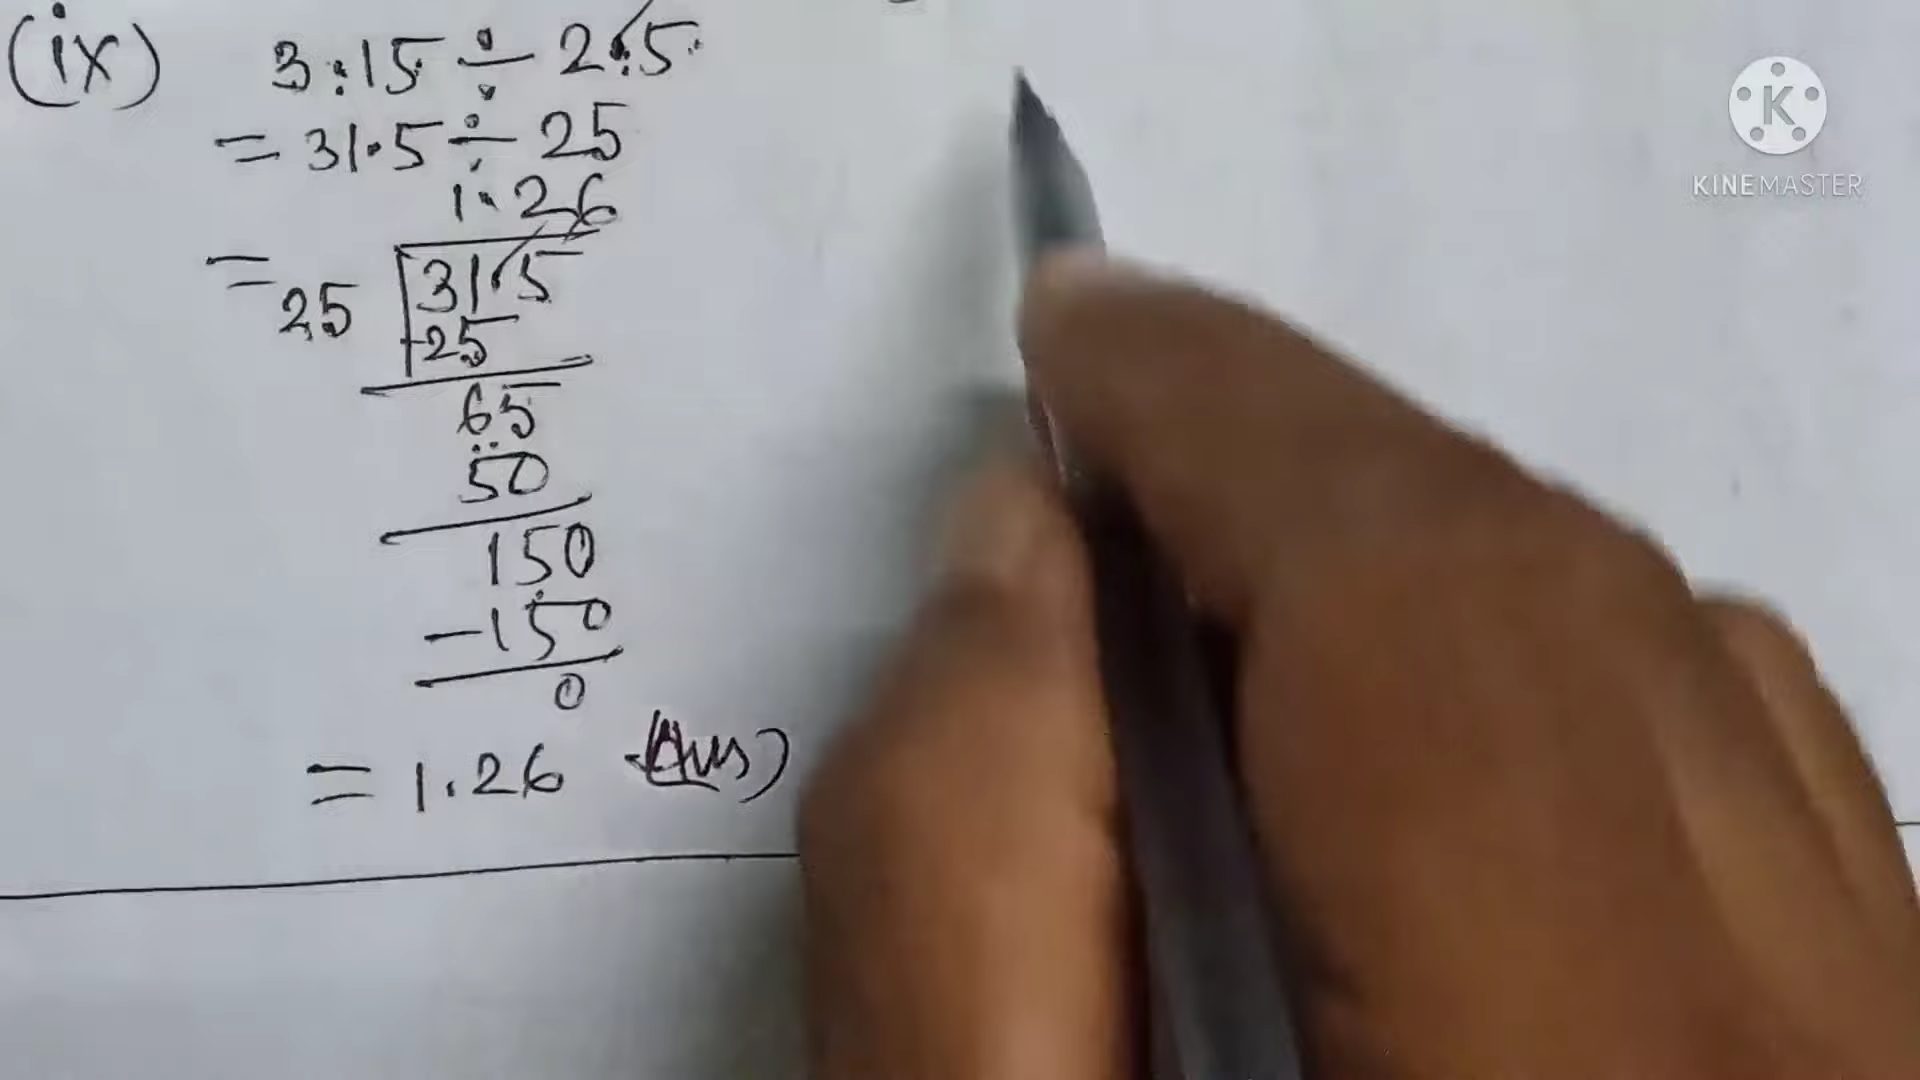 (ix) 3.15 ÷ 2.5
= 31.5 ÷ 25
1.26
= 25 31.5
-25
65
50
150
-150
0
= 1.26 (Ans)
K
KINEMASTER